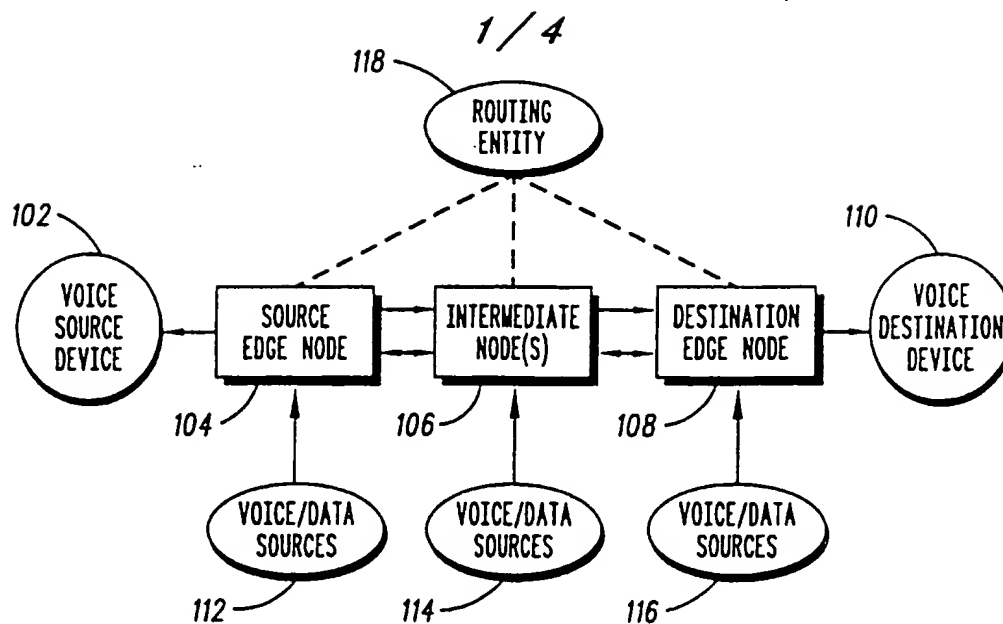 1/4
118
ROUTING
ENTITY
102
110
VOICE
SOURCE
DEVICE
SOURCE
EDGE NODE
INTERMEDIATE
NODE(S)
DESTINATION
EDGE NODE
VOICE
DESTINATION
DEVICE
104
106
108
VOICE/DATA
SOURCES
VOICE/DATA
SOURCES
VOICE/DATA
SOURCES
112
114
116